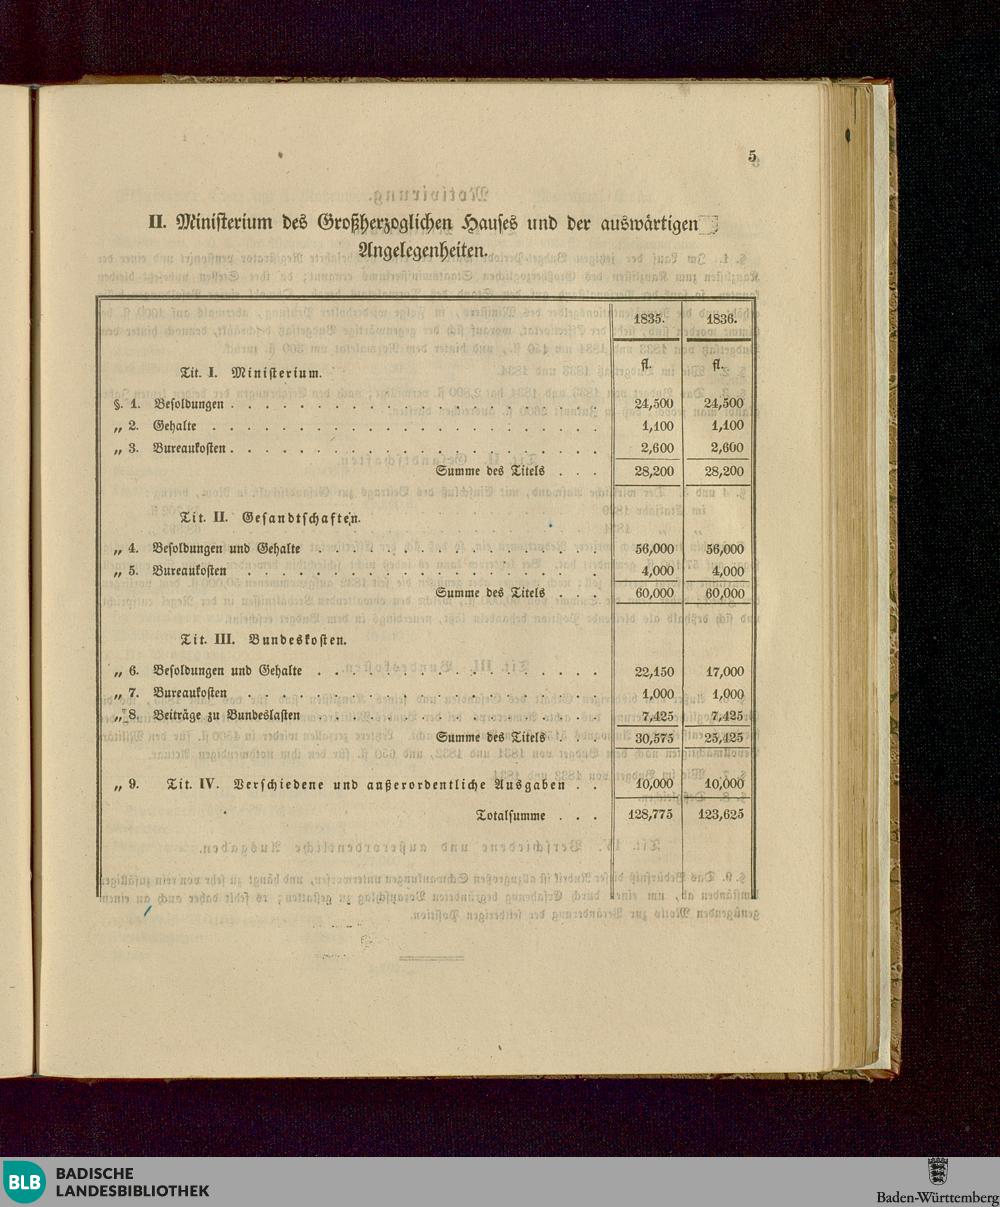 5
II. Ministerium des Großherzoglichen Hauses und der auswärtigen
Angelegenheiten.
1835. 1836.
fl. fl.
Tit. I. Ministerium.
§. 1. Besoldungen . . . 24,500 24,500
„ 2. Gehalte . . . 1,100 1,100
„ 3. Bureaukosten . . . 2,600 2,600
Summe des Titels . . . 28,200 28,200
Tit. II. Gesandtschaften.
„ 4. Besoldungen und Gehalte . . . 56,000 56,000
„ 5. Bureaukosten . . . 4,000 4,000
Summe des Titels . . . 60,000 60,000
Tit. III. Bundeskosten.
„ 6. Besoldungen und Gehalte . . . 22,150 17,000
„ 7. Bureaukosten . . . 1,000 1,000
„ 8. Beiträge zu Bundeslasten . . . 7,425 7,425
Summe des Titels . . . 30,575 25,425
„ 9. Tit. IV. Verschiedene und außerordentliche Ausgaben . . 10,000 10,000
Totalsumme . . . 128,775 123,625
BLB BADISCHE
LANDESBIBLIOTHEK
Baden-Württemberg